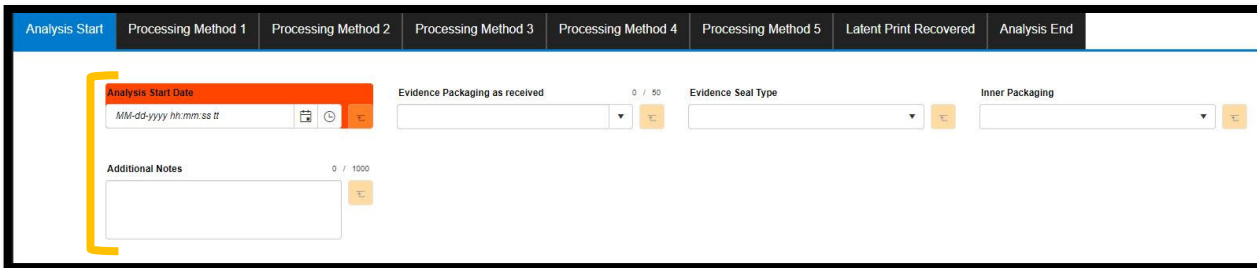 Analysis Start Processing Method 1 Processing Method 2 Processing Method 3 Processing Method 4 Processing Method 5 Latent Print Recovered Analysis End
Analysis Start Date Evidence Packaging as received 0 / 50 Evidence Seal Type Inner Packaging
MM-dd-yyyy hh:mm:ss tt
Additional Notes 0 / 1000